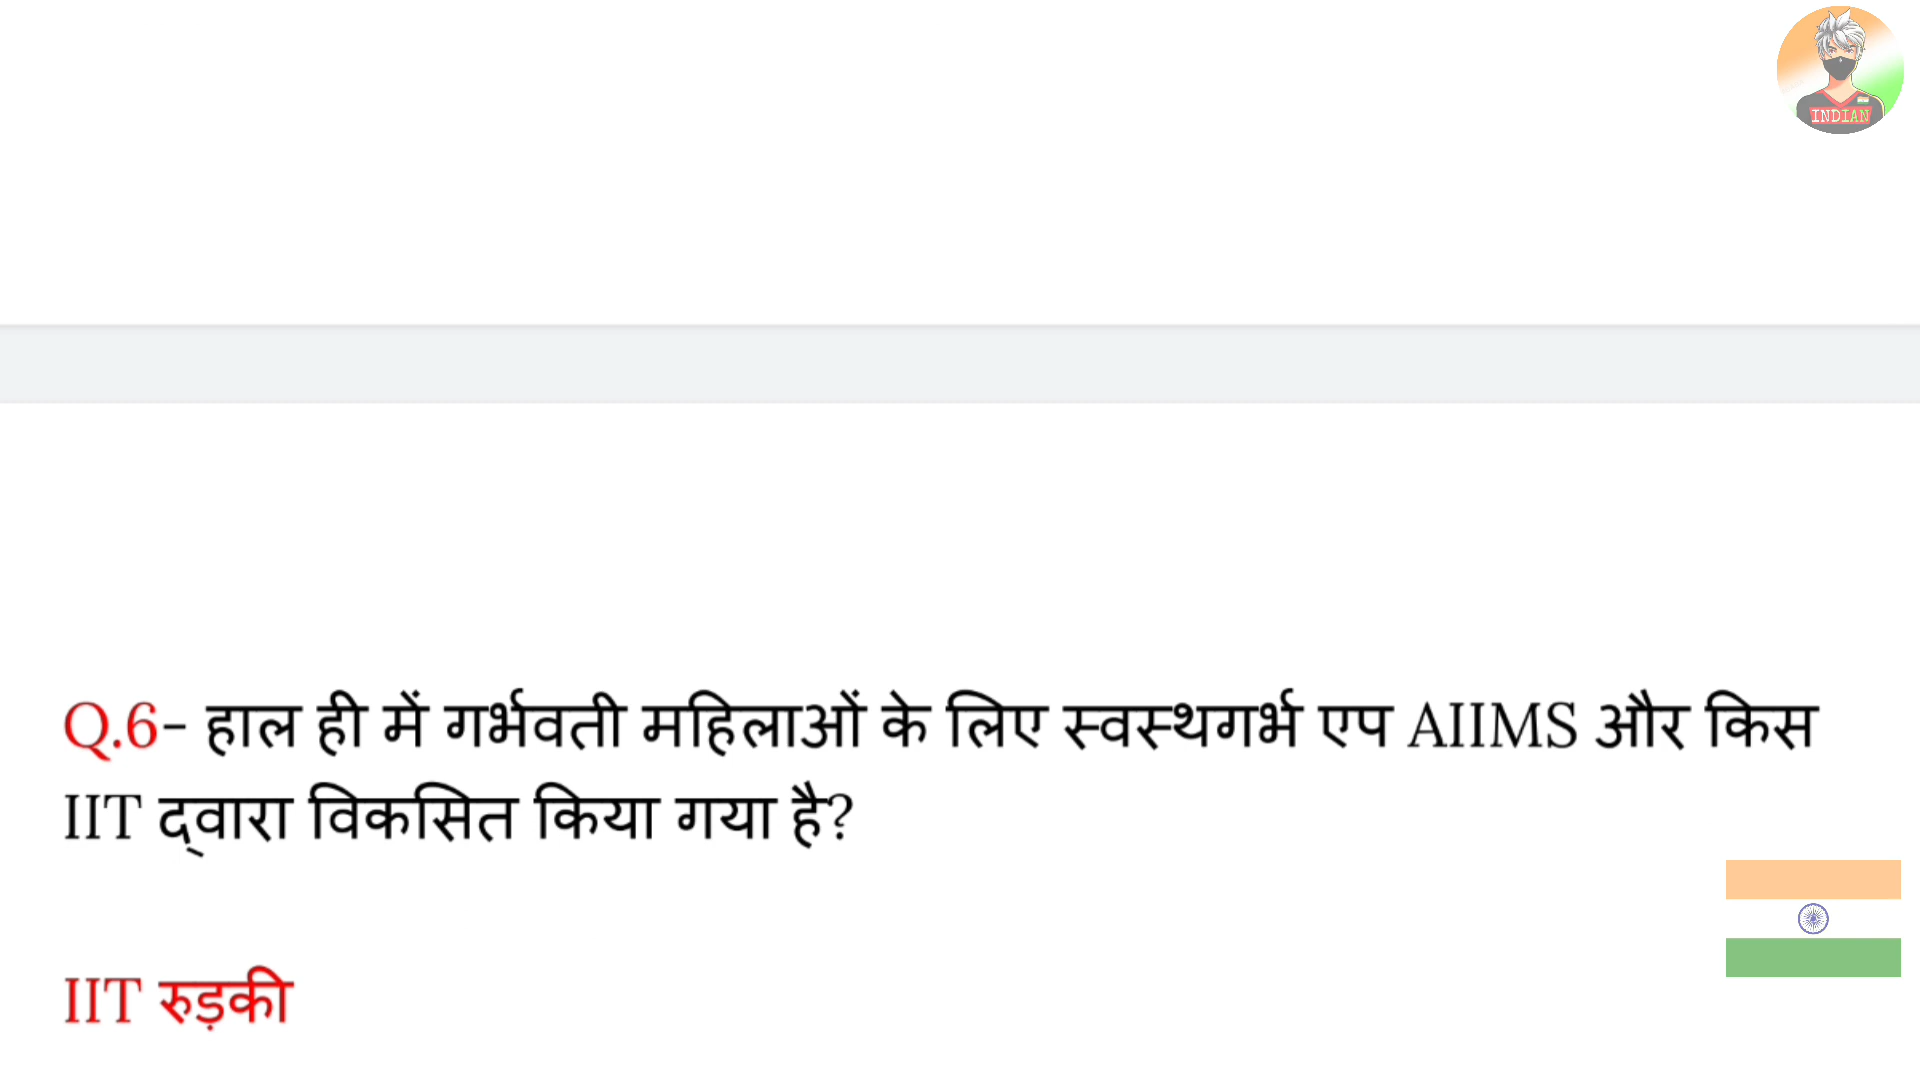 INDIAN
Q.6- हाल ही में गर्भवती महिलाओं के लिए स्वस्थगर्भ एप AIIMS और किस
IIT द्वारा विकसित किया गया है?
IIT रुड़की